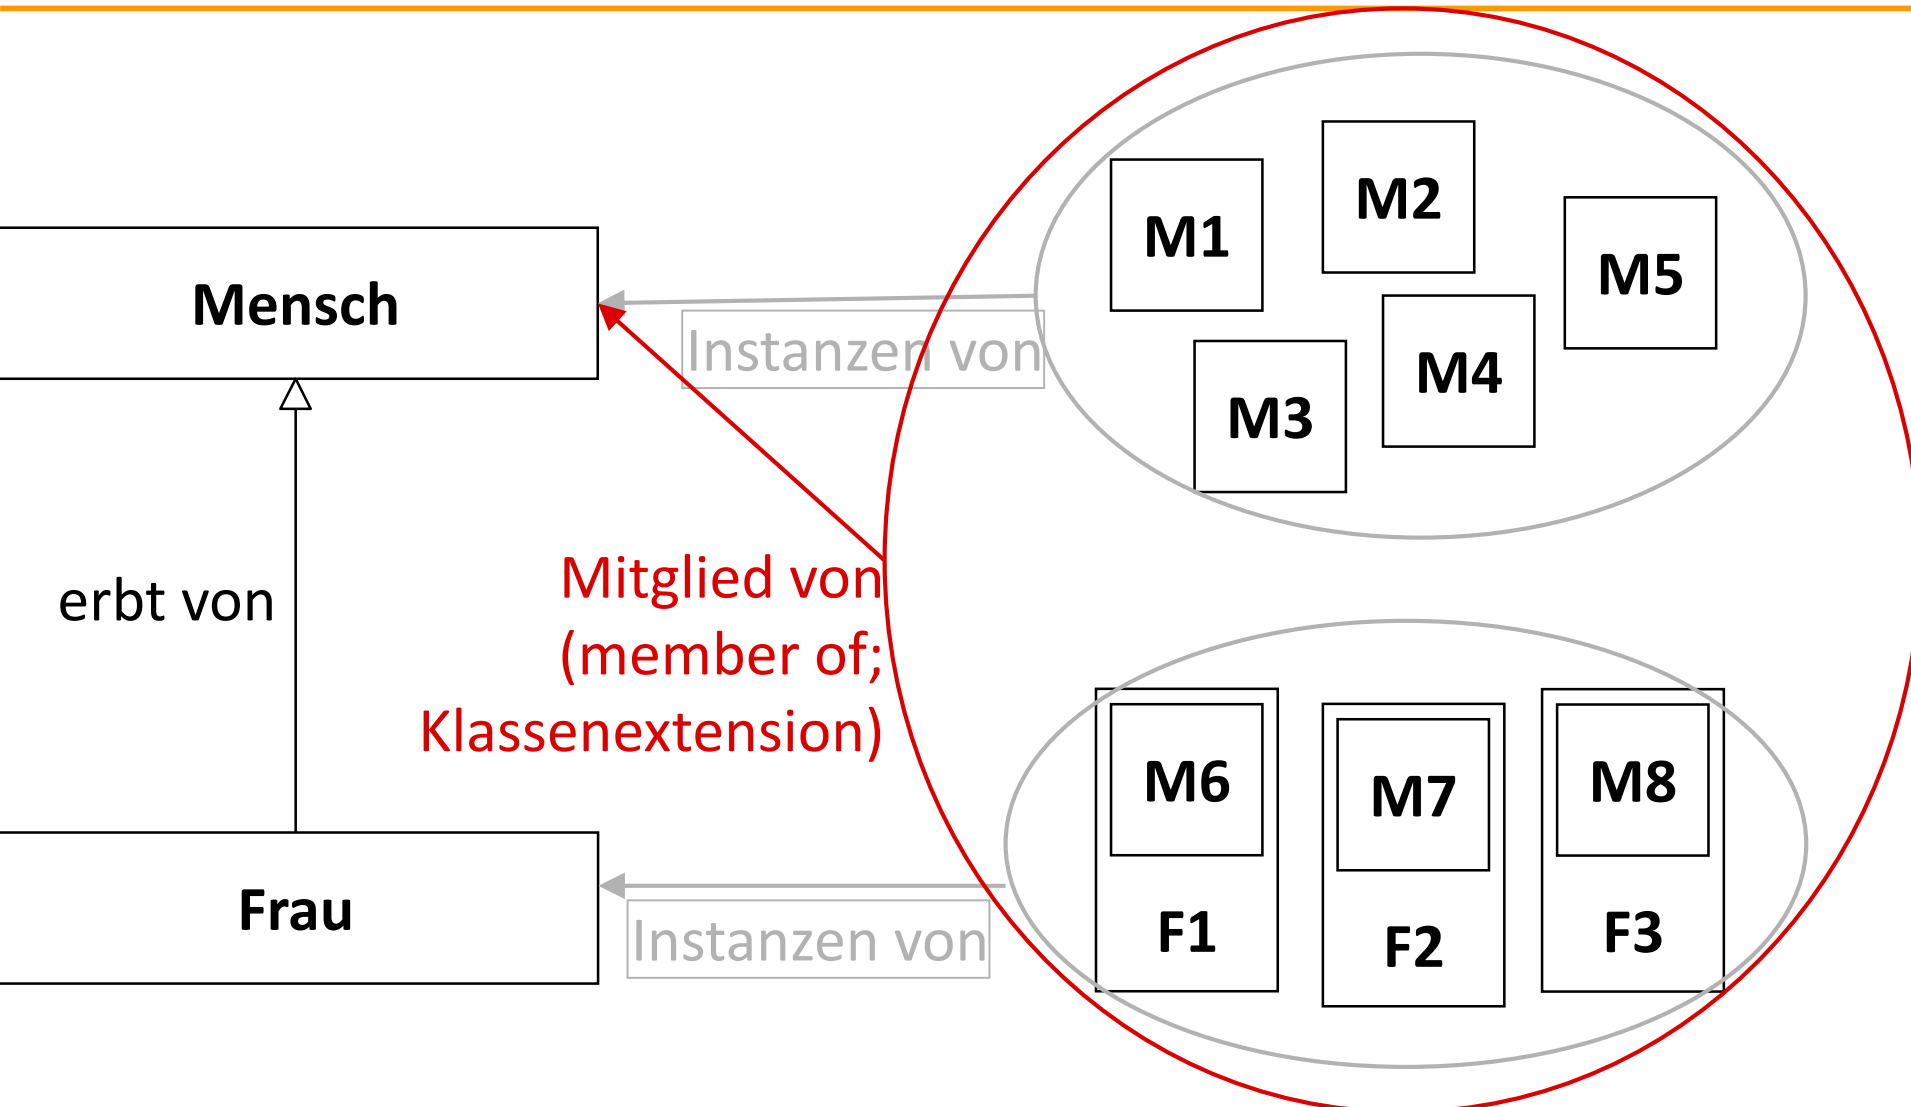 M2
M1
M5
Mensch
Instanzen von
M4
M3
erbt von
Mitglied von
(member of;
Klassenextension)
M6
M7
M8
Frau
Instanzen von
F1
F2
F3